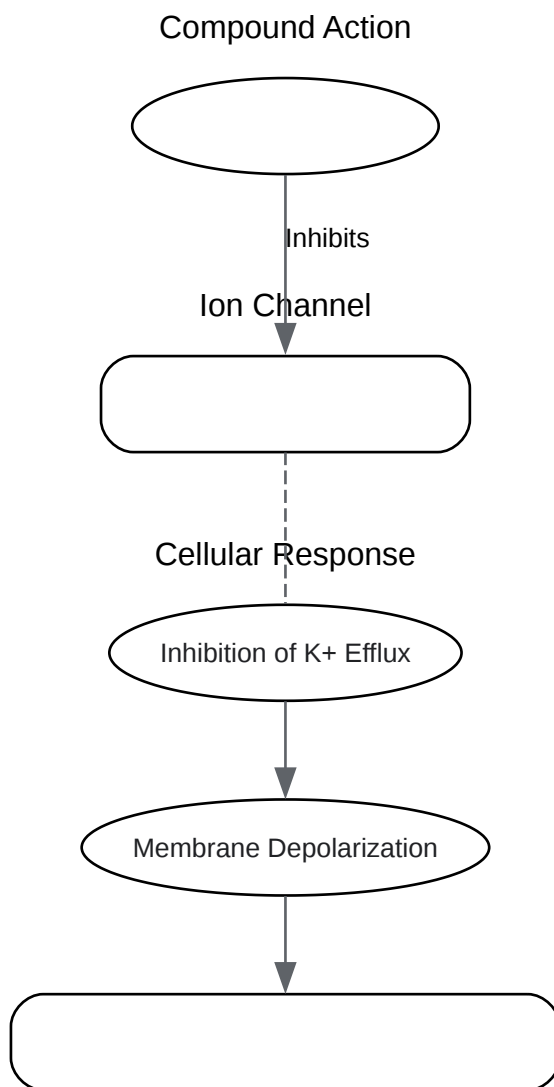 Compound Action
Inhibits
Ion Channel
Cellular Response
Inhibition of K+ Efflux
Membrane Depolarization